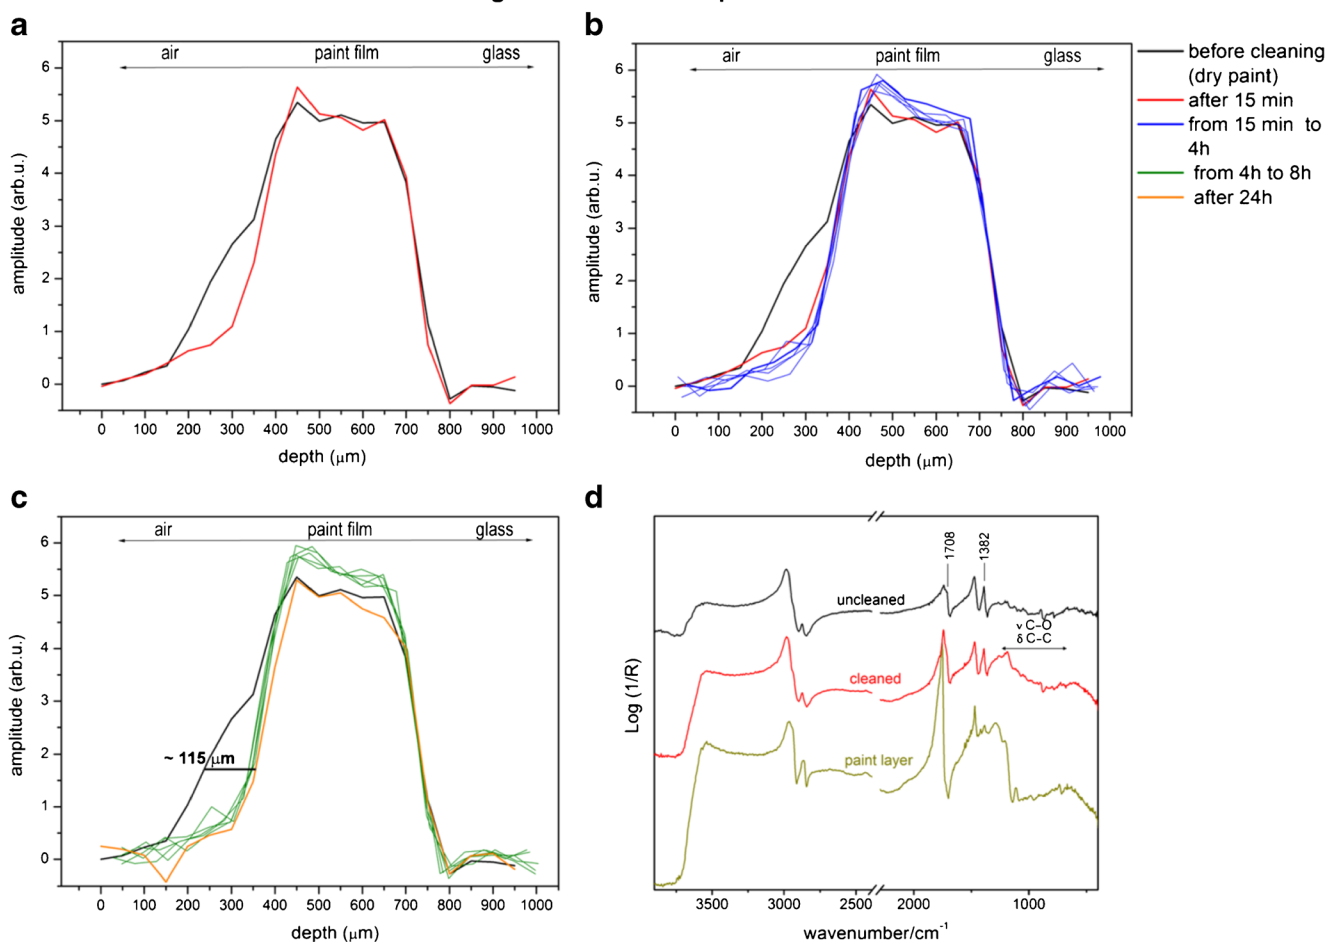 a
air paint film glass
6
5
4
3
2
1
0
amplitude (arb.u.)
0 100 200 300 400 500 600 700 800 900 1000
depth (μm)
b
air paint film glass
6
5
4
3
2
1
0
amplitude (arb.u.)
0 100 200 300 400 500 600 700 800 900 1000
depth (μm)
before cleaning
(dry paint)
after 15 min
from 15 min to
4h
from 4h to 8h
after 24h
c
air paint film glass
6
5
4
3
2
1
0
amplitude (arb.u.)
~ 115 μm
0 100 200 300 400 500 600 700 800 900 1000
depth (μm)
d
1708
1382
uncleaned
ν C–O
δ C–C
cleaned
paint layer
Log (1/R)
3500 3000 2500 2000 1000
wavenumber/cm⁻¹